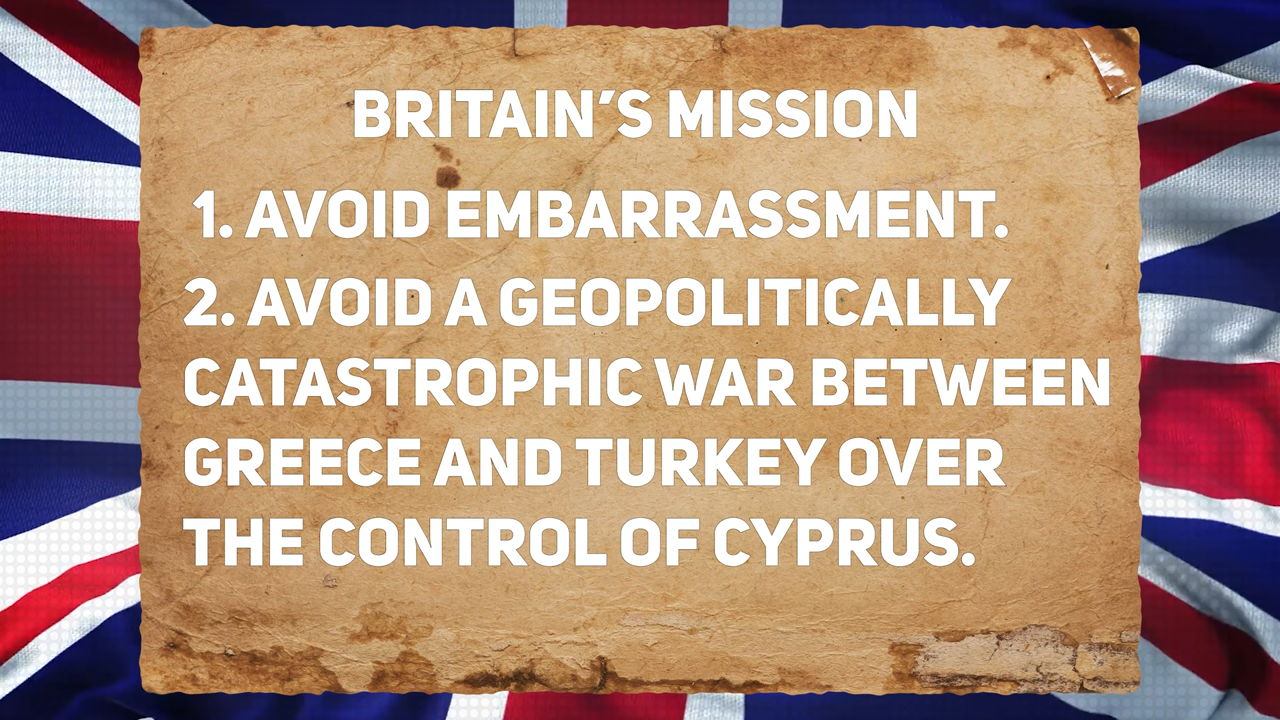 BRITAIN'S MISSION
1. AVOID EMBARRASSMENT.
2. AVOID A GEOPOLITICALLY
CATASTROPHIC WAR BETWEEN
GREECE AND TURKEY OVER
THE CONTROL OF CYPRUS.